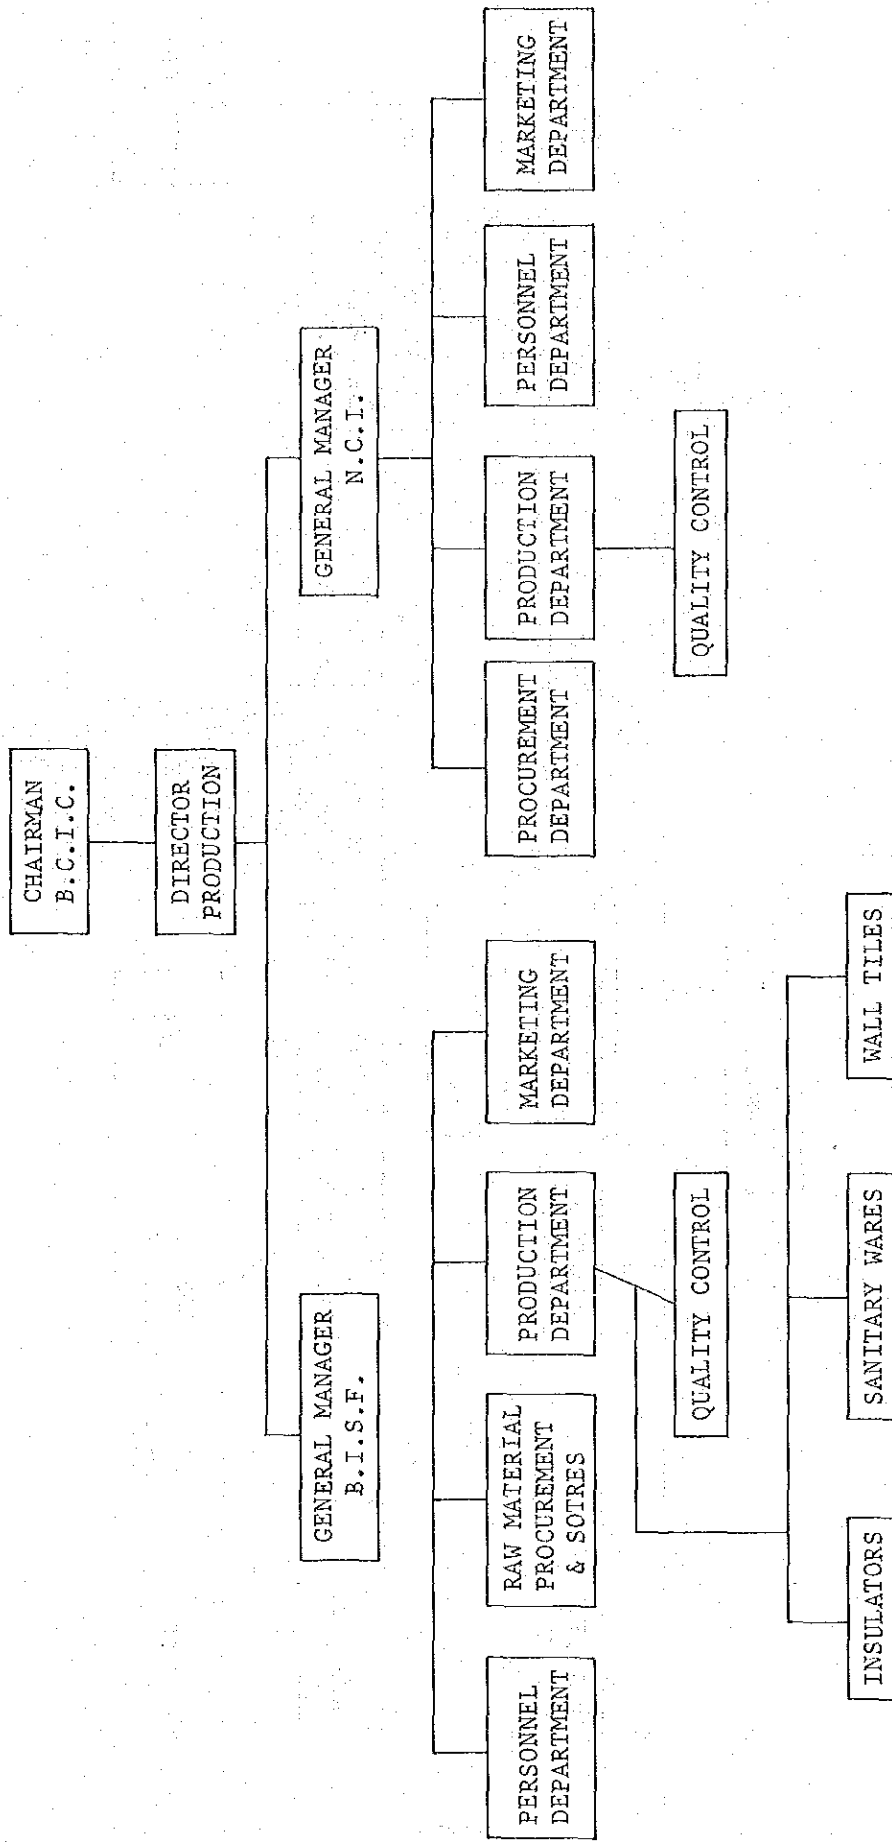 CHAIRMAN
B.C.I.C.
DIRECTOR
PRODUCTION
GENERAL MANAGER
B.I.S.F.
GENERAL MANAGER
N.C.I.
PERSONNEL
DEPARTMENT
RAW MATERIAL
PROCUREMENT
& SOTRES
PRODUCTION
DEPARTMENT
MARKETING
DEPARTMENT
PROCUREMENT
DEPARTMENT
PRODUCTION
DEPARTMENT
PERSONNEL
DEPARTMENT
MARKETING
DEPARTMENT
QUALITY CONTROL
QUALITY CONTROL
INSULATORS
SANITARY WARES
WALL TILES